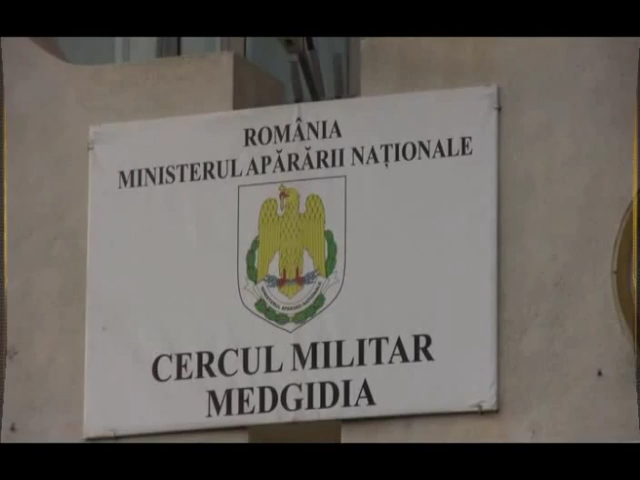 ROMÂNIA
MINISTERUL APĂRĂRII NAȚIONALE
CERCUL MILITAR
MEDGIDIA